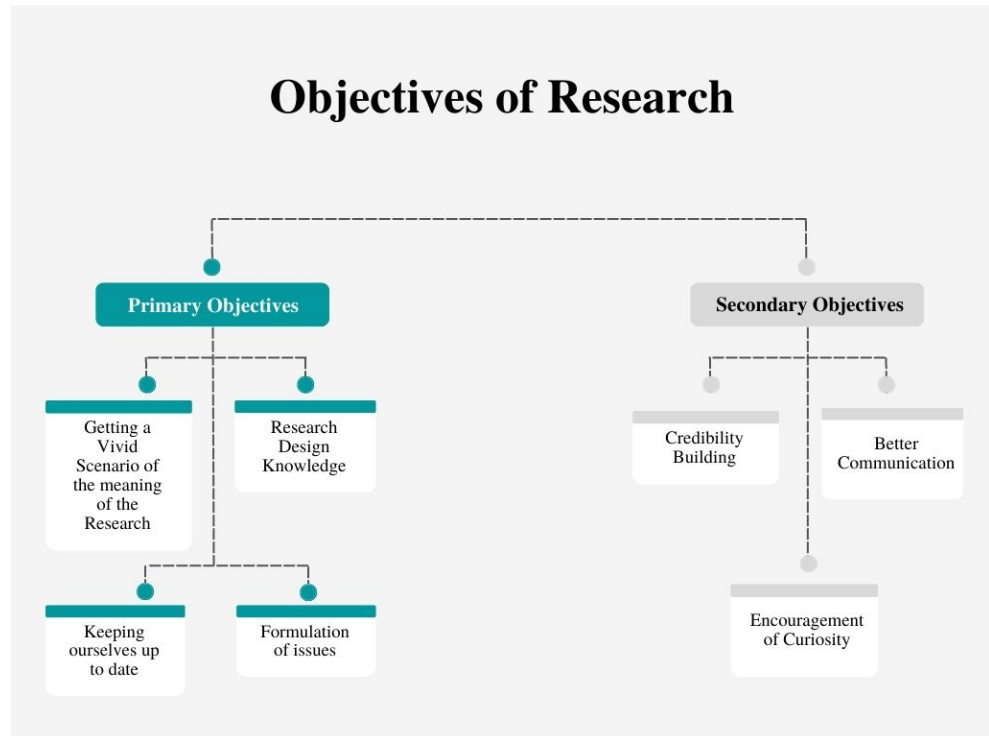 Objectives of Research
Primary Objectives
Secondary Objectives
Getting a
Vivid
Scenario of
the meaning
of the
Research
Research
Design
Knowledge
Credibility
Building
Better
Communication
Keeping
ourselves up
to date
Formulation
of issues
Encouragement
of Curiosity